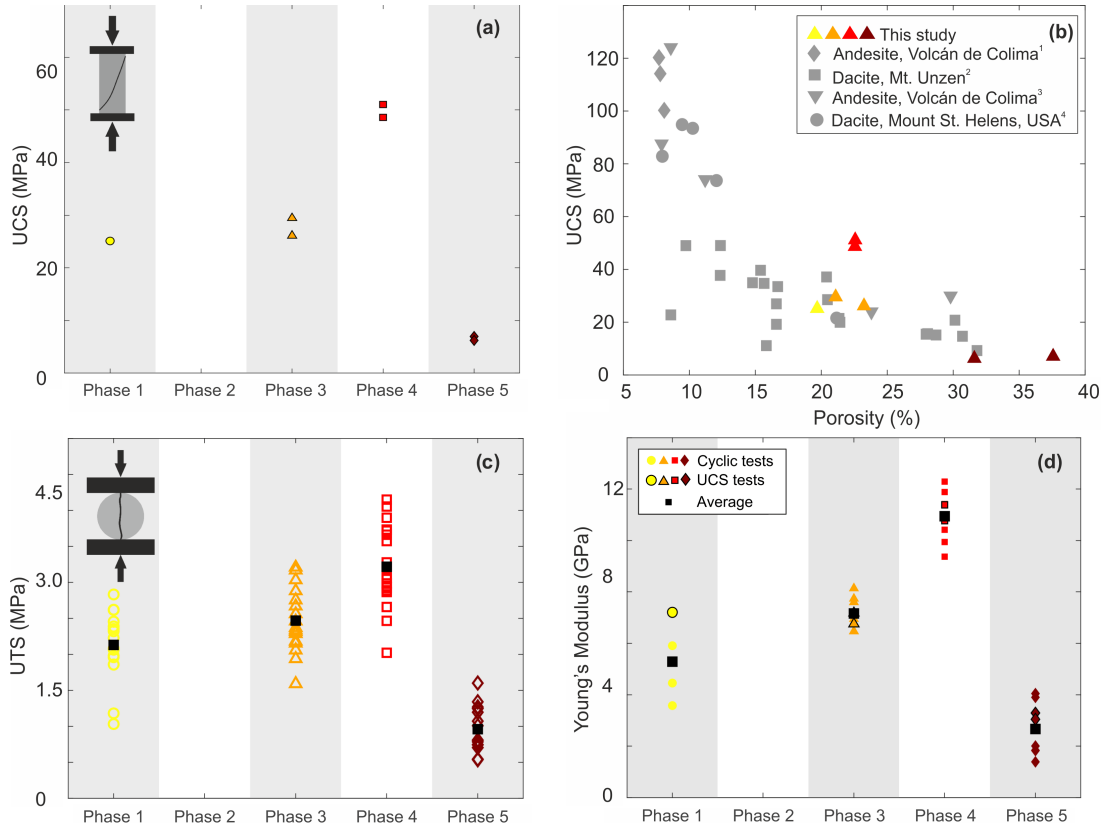 (a)
UCS (MPa)
60
40
20
0
Phase 1 Phase 2 Phase 3 Phase 4 Phase 5
(b)
This study
Andesite, Volcán de Colima¹
Dacite, Mt. Unzen²
Andesite, Volcán de Colima³
Dacite, Mount St. Helens, USA⁴
UCS (MPa)
120
100
80
60
40
20
0
5 10 15 20 25 30 35 40
Porosity (%)
(c)
UTS (MPa)
4.5
3.0
1.5
0
Phase 1 Phase 2 Phase 3 Phase 4 Phase 5
(d)
Cyclic tests
UCS tests
Average
Young's Modulus (GPa)
12
8
4
0
Phase 1 Phase 2 Phase 3 Phase 4 Phase 5